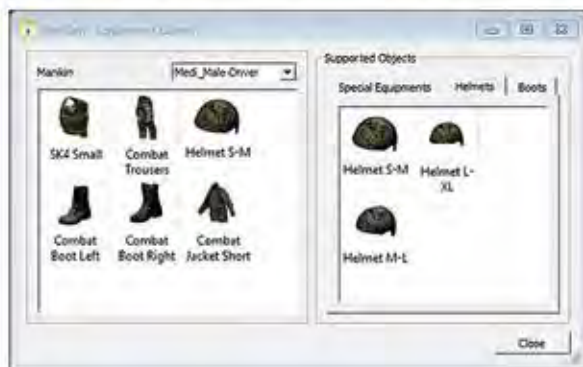 Manikin
Medi_Male-Driver
SK4 Small
Combat
Trousers
Helmet S-M
Combat
Boot Left
Combat
Boot Right
Combat
Jacket Short
Supported Objects
Special Equipments
Helmets
Boots
Helmet S-M
Helmet L-
XL
Helmet M-L
Close